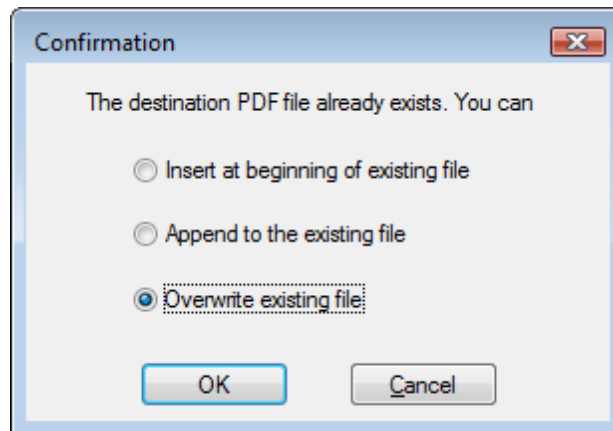 Confirmation
The destination PDF file already exists. You can
Insert at beginning of existing file
Append to the existing file
Overwrite existing file
OK
Cancel